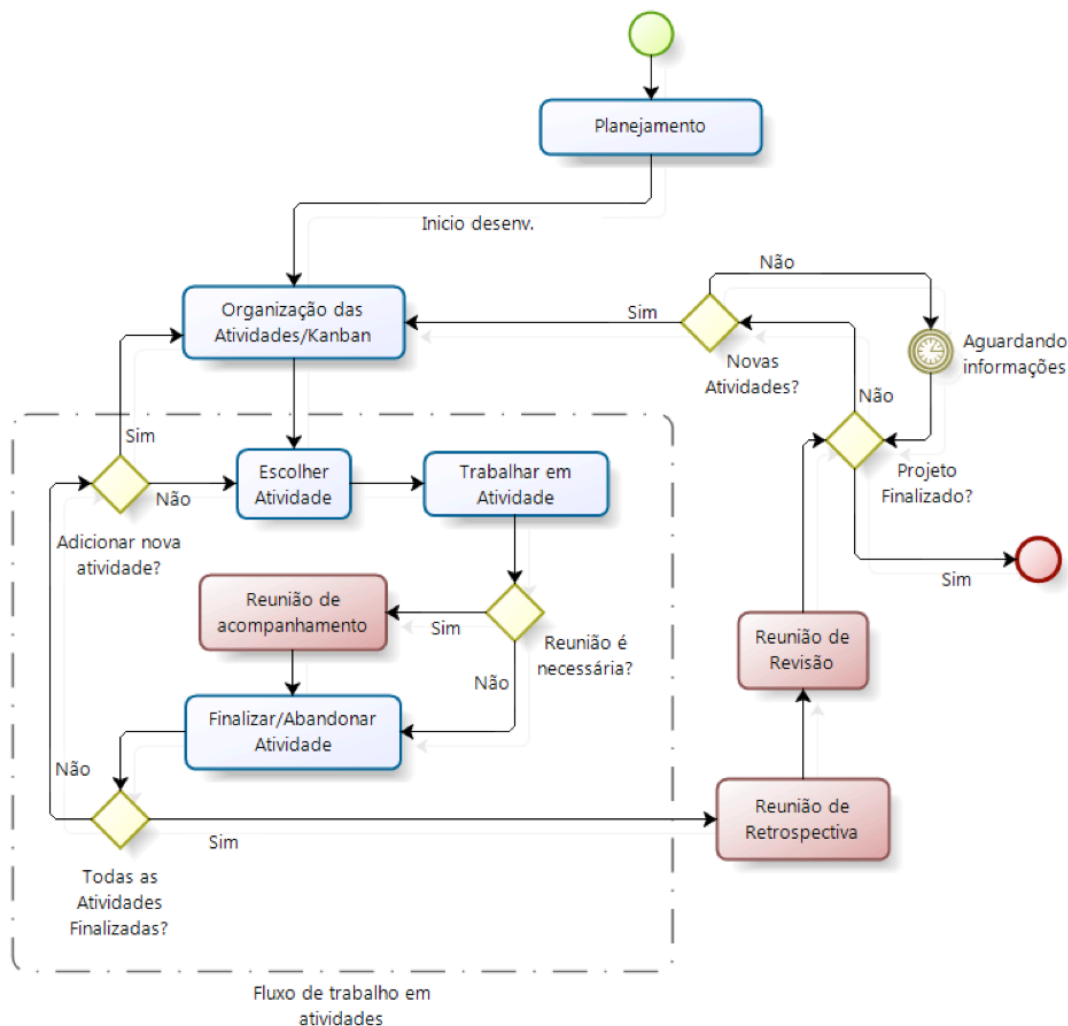 Planejamento
Inicio desenv.
Não
Organização das
Atividades/Kanban
Sim
Novas
Atividades?
Aguardando
informações
Não
Projeto
Finalizado?
Sim
Sim
Não
Adicionar nova
atividade?
Escolher
Atividade
Trabalhar em
Atividade
Reunião de
acompanhamento
Sim
Reunião é
necessária?
Não
Finalizar/Abandonar
Atividade
Não
Sim
Todas as
Atividades
Finalizadas?
Reunião de
Revisão
Reunião de
Retrospectiva
Fluxo de trabalho em
atividades